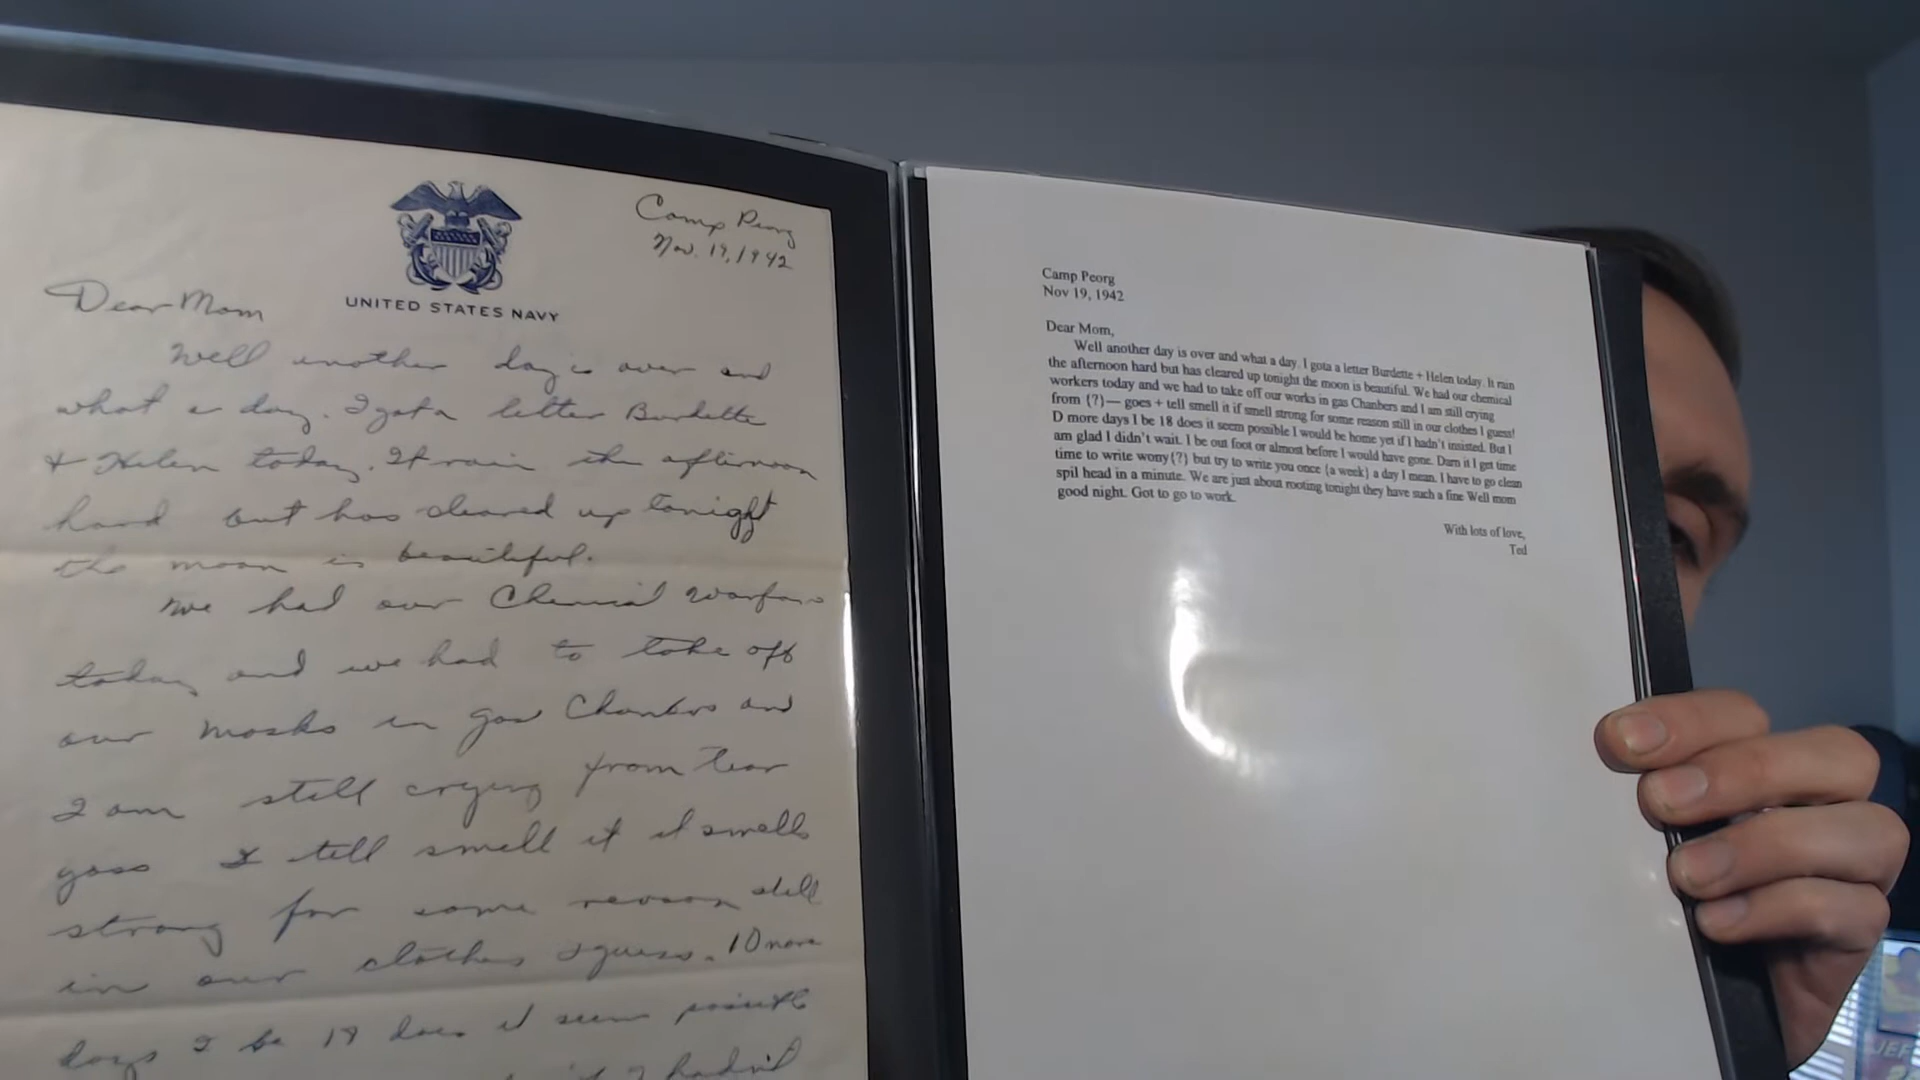 Camp Peorg
Nov. 19, 1942
UNITED STATES NAVY
Dear Mom
Well another day is over and
what a day. I got a letter Burdette
+ Helen today. It rain the afternoon
hard but has cleared up tonight
the moon is beautiful.
We had our Chemical Warfare
today and we had to take off
our masks in gas Chambers and
I am still crying from tear
gass I still smell it it smells
strong for some reason still
in our clothes I guess. 10 more
days I be 18 does it seem possible
I hadn't
Camp Peorg
Nov 19, 1942
Dear Mom,
Well another day is over and what a day. I gota a letter Burdette + Helen today. It rain
the afternoon hard but has cleared up tonight the moon is beautiful. We had our chemical
workers today and we had to take off our works in gas Chanbers and I am still crying
from (?)— goes + tell smell it if smell strong for some reason still in our clothes I guess!
D more days I be 18 does it seem possible I would be home yet if I hadn't insisted. But I
am glad I didn't wait. I be out foot or almost before I would have gone. Darn it I get time
time to write worry(?) but try to write you once (a week) a day I mean. I have to go clean
spil head in a minute. We are just about rooting tonight they have such a fine Well mom
good night. Got to go to work.
With lots of love,
Ted
JEF